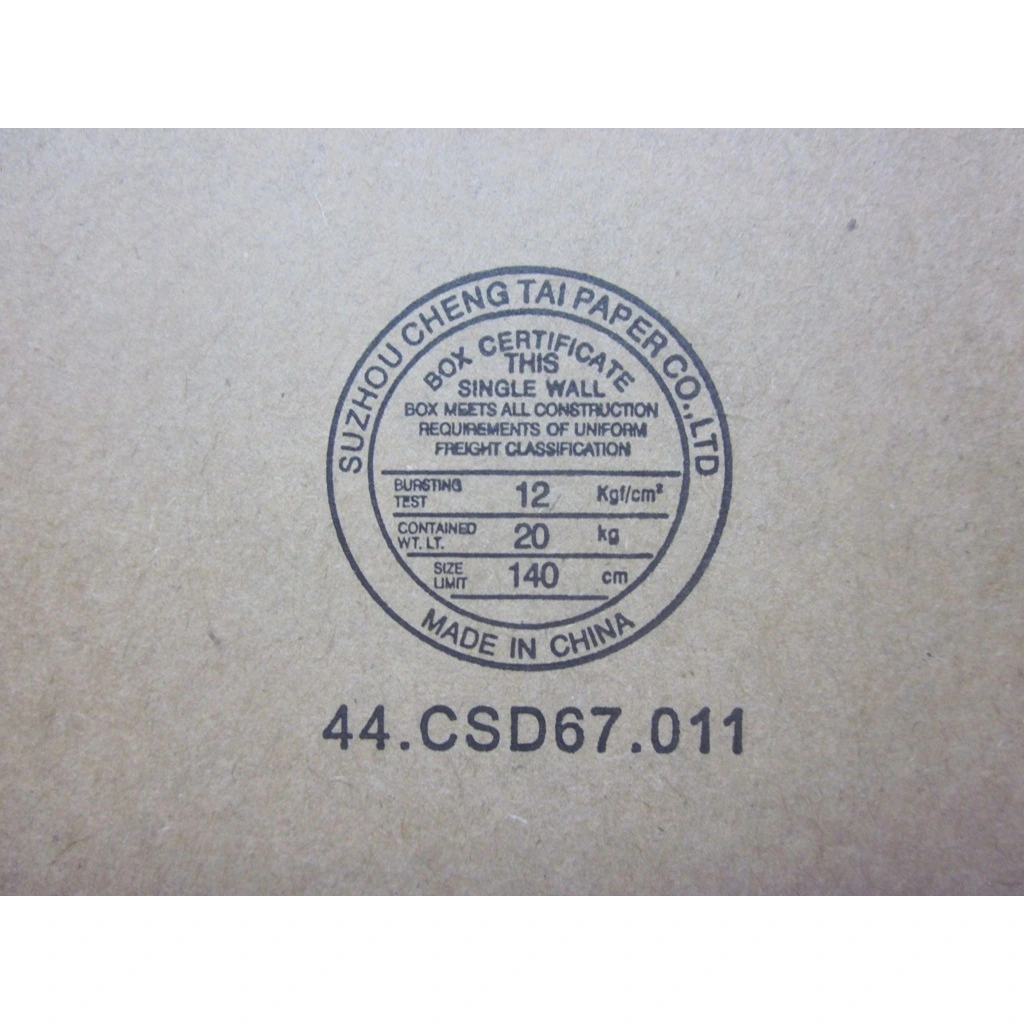 SUZHOU CHENG TAI PAPER CO.,LTD
BOX CERTIFICATE
THIS
SINGLE WALL
BOX MEETS ALL CONSTRUCTION
REQUIREMENTS OF UNIFORM
FREIGHT CLASSIFICATION
BURSTING TEST 12 Kgf/cm²
CONTAINED WT. LT. 20 kg
SIZE LIMIT 140 cm
MADE IN CHINA
44.CSD67.011